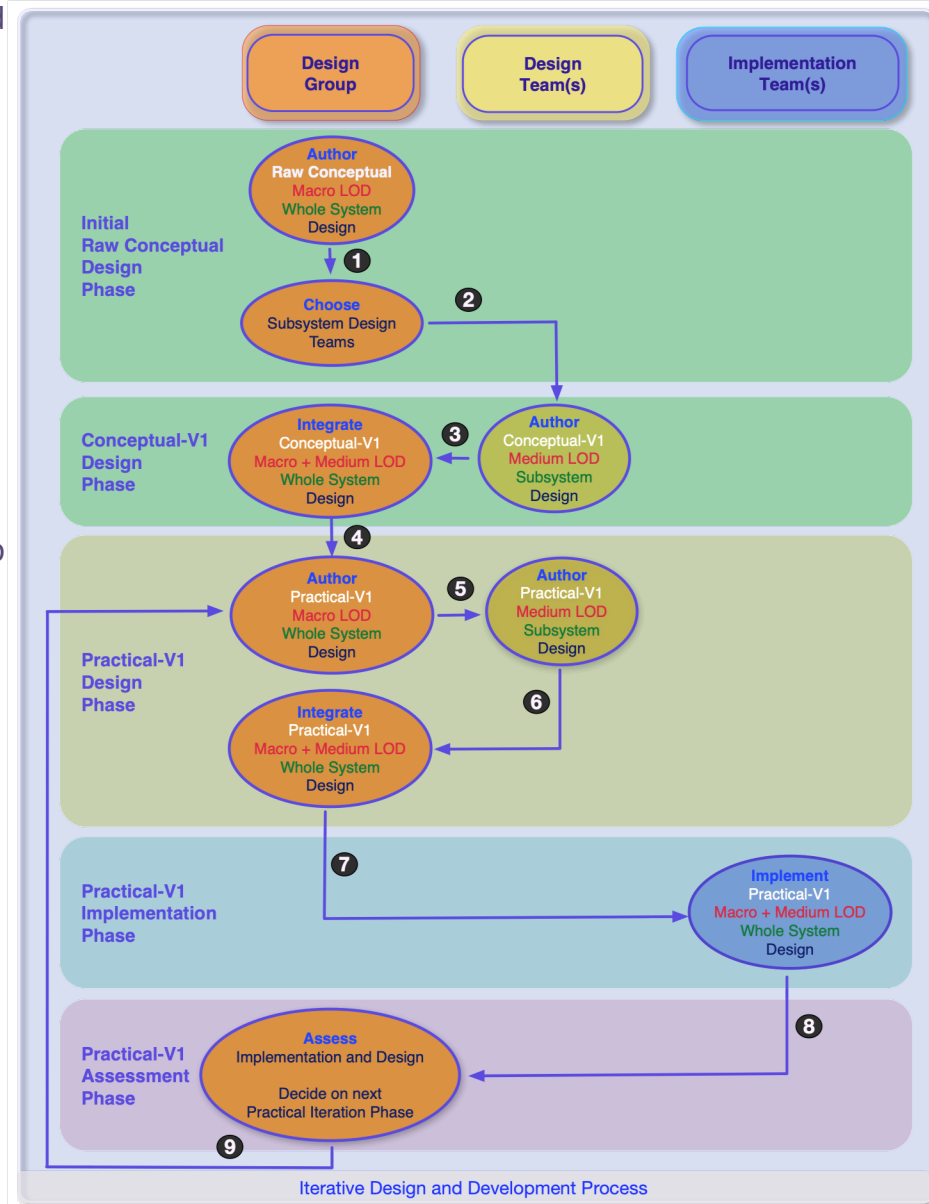 Design
Group
Design
Team(s)
Implementation
Team(s)
Initial
Raw Conceptual
Design
Phase
Author
Raw Conceptual
Macro LOD
Whole System
Design
1
Choose
Subsystem Design
Teams
2
Conceptual-V1
Design
Phase
Integrate
Conceptual-V1
Macro + Medium LOD
Whole System
Design
3
Author
Conceptual-V1
Medium LOD
Subsystem
Design
4
Practical-V1
Design
Phase
Author
Practical-V1
Macro LOD
Whole System
Design
5
Author
Practical-V1
Medium LOD
Subsystem
Design
6
Integrate
Practical-V1
Macro + Medium LOD
Whole System
Design
7
Practical-V1
Implementation
Phase
Implement
Practical-V1
Macro + Medium LOD
Whole System
Design
8
Practical-V1
Assessment
Phase
Assess
Implementation and Design
Decide on next
Practical Iteration Phase
9
Iterative Design and Development Process